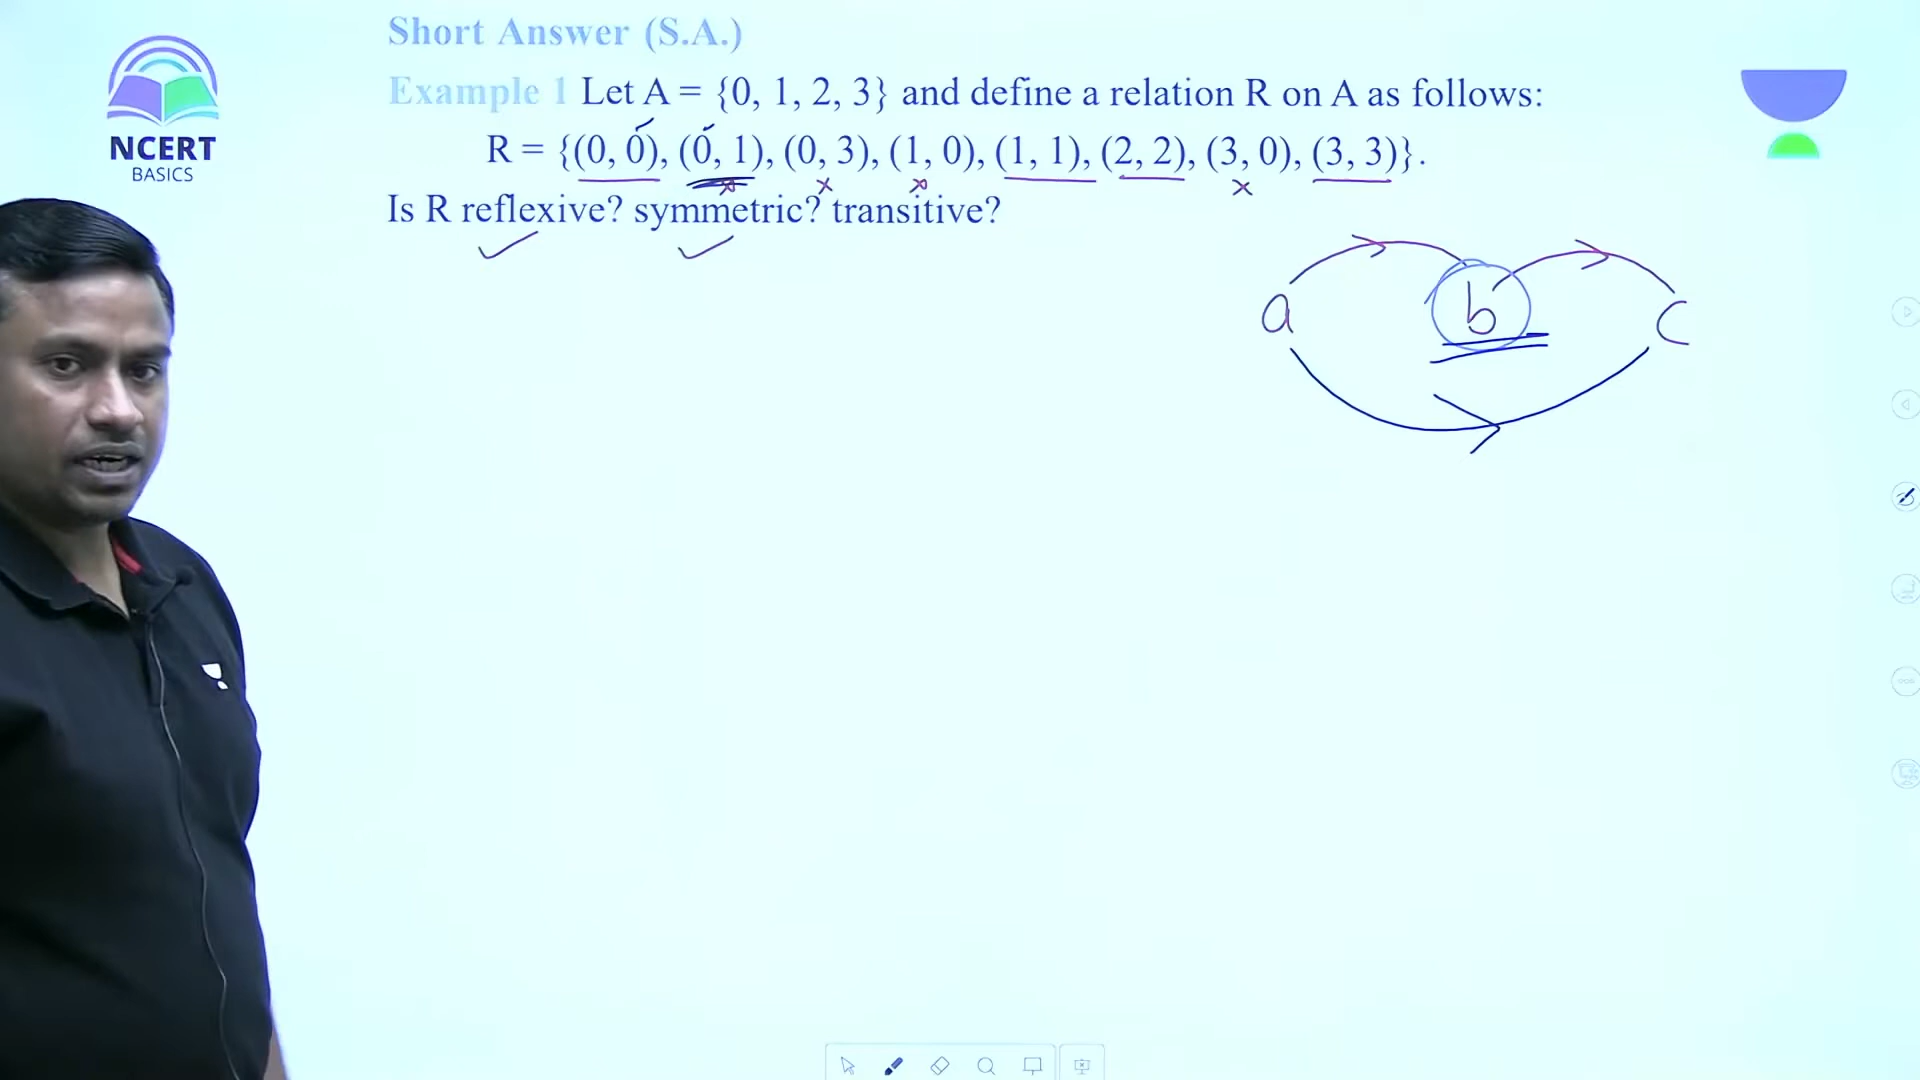 Short Answer (S.A.)
Example 1 Let A = {0, 1, 2, 3} and define a relation R on A as follows:
R = {(0, 0), (0, 1), (0, 3), (1, 0), (1, 1), (2, 2), (3, 0), (3, 3)}.
Is R reflexive? symmetric? transitive?
NCERT
BASICS
a b c